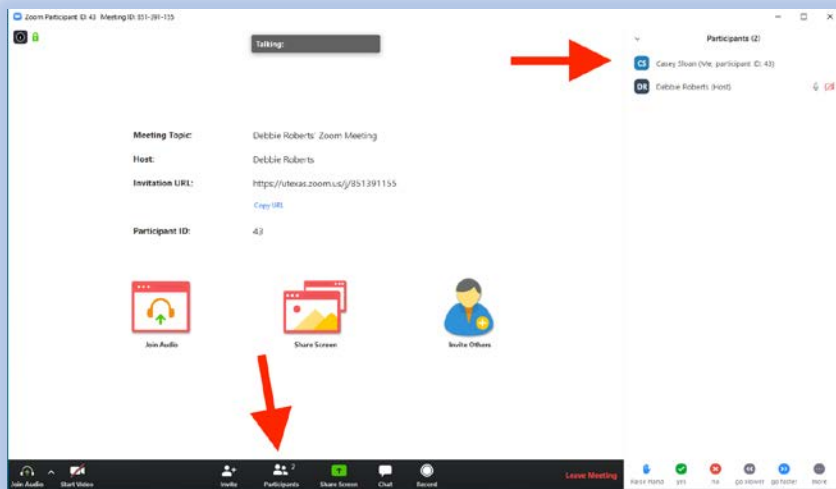 Zoom Participant ID: 43 Meeting ID: 851-391-155
Talking:
Participants (2)
CS Casey Sloan (Me, participant ID: 43)
DR Debbie Roberts (Host)
Meeting Topic: Debbie Roberts' Zoom Meeting
Host: Debbie Roberts
Invitation URL: https://utexas.zoom.us/j/851391155
Copy URL
Participant ID: 43
Join Audio Share Screen Invite Others
Join Audio Start Video Invite Participants 2 Share Screen Chat Record Leave Meeting
Raise Hand yes no go slower go faster more